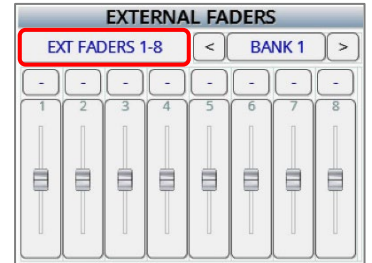 EXTERNAL FADERS
EXT FADERS 1-8 < BANK 1 >
- - - - - - - -
1 2 3 4 5 6 7 8